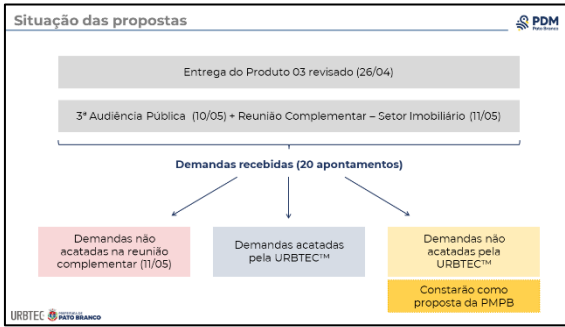 Situação das propostas
PDM
Pato Branco
Entrega do Produto 03 revisado (26/04)
3ª Audiência Pública (10/05) + Reunião Complementar – Setor Imobiliário (11/05)
Demandas recebidas (20 apontamentos)
Demandas não
acatadas na reunião
complementar (11/05)
Demandas acatadas
pela URBTEC™
Demandas não
acatadas pela
URBTEC™
Constarão como
proposta da PMPB
URBTEC
PATO BRANCO